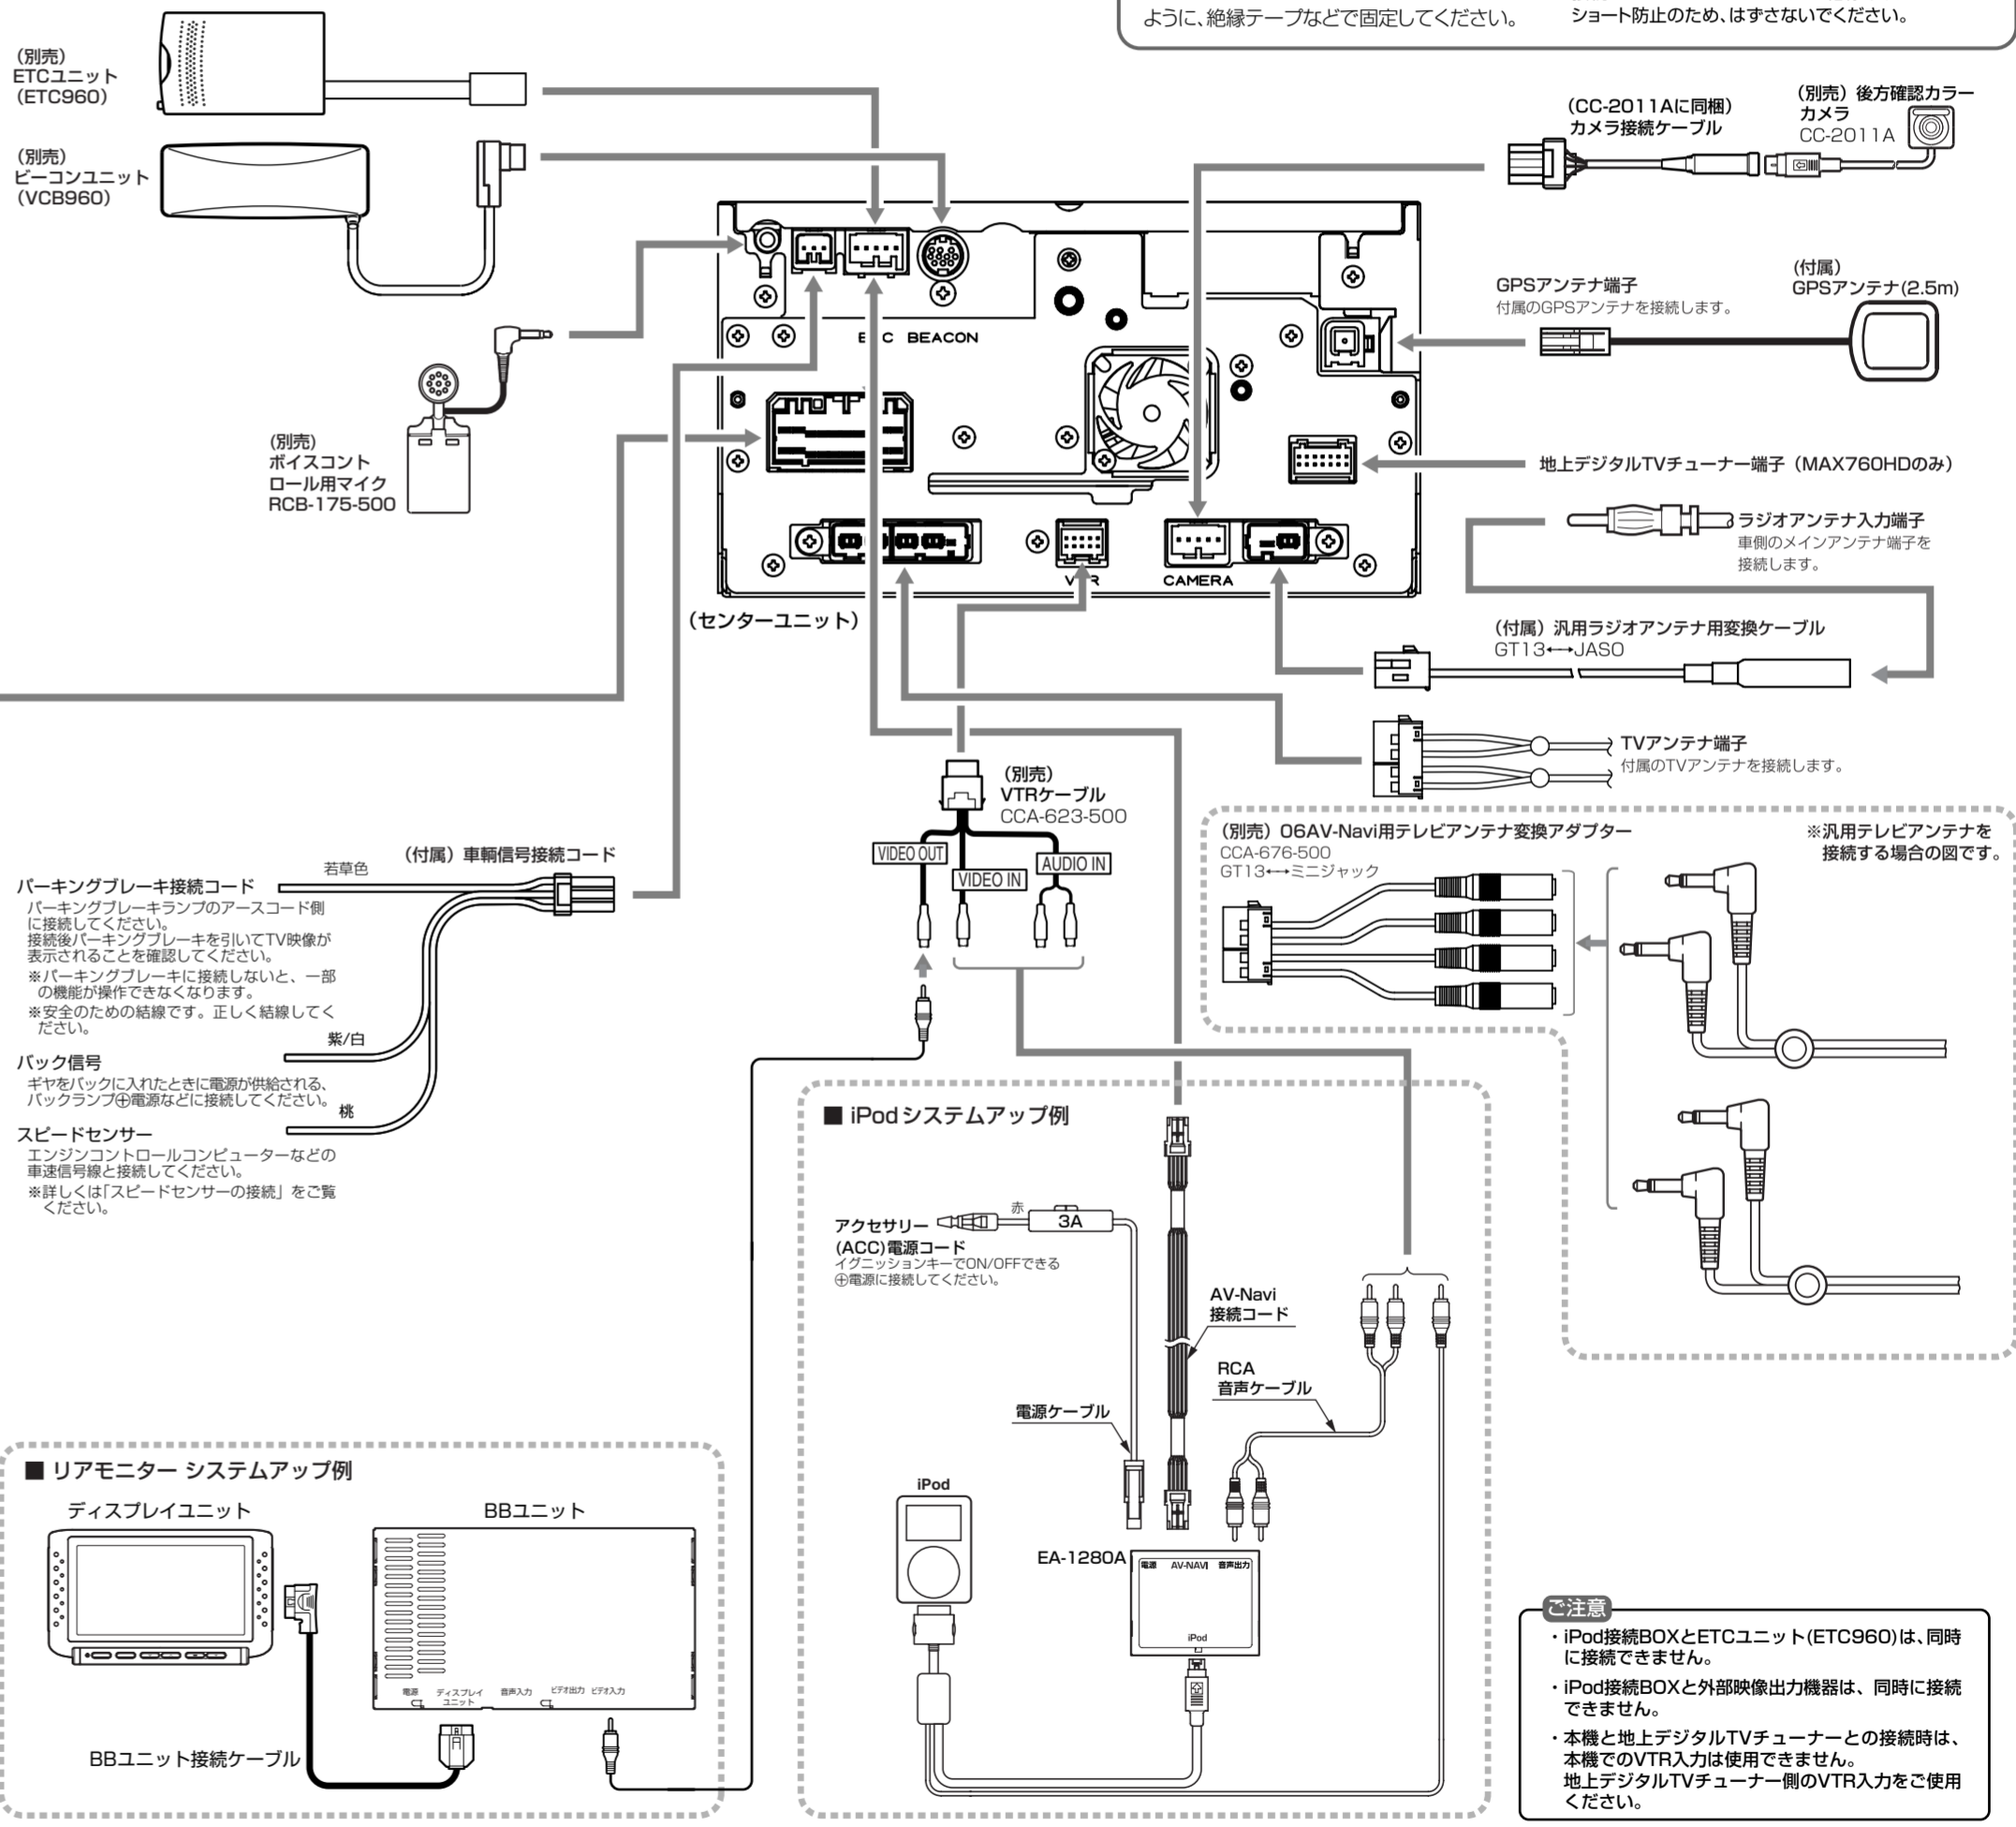 ように、絶縁テープなどで固定してください。
ショート防止のため、はずさないでください。
（別売）
ETCユニット
（ETC960）
（別売）
ビーコンユニット
（VCB960）
（CC-2011Aに同梱）
カメラ接続ケーブル
（別売）後方確認カラー
カメラ
CC-2011A
GPSアンテナ端子
付属のGPSアンテナを接続します。
（付属）
GPSアンテナ(2.5m)
BEACON
(別売)
ボイスコント
ロール用マイク
RCB-175-500
地上デジタルTVチューナー端子（MAX760HDのみ）
ラジオアンテナ入力端子
車側のメインアンテナ端子を
接続します。
CAMERA
（センターユニット）
（付属）汎用ラジオアンテナ用変換ケーブル
GT13⟷JASO
TVアンテナ端子
付属のTVアンテナを接続します。
（別売）
VTRケーブル
CCA-623-500
VIDEO OUT
VIDEO IN
AUDIO IN
（別売）06AV-Navi用テレビアンテナ変換アダプター
CCA-676-500
GT13⟷ミニジャック
※汎用テレビアンテナを
接続する場合の図です。
（付属）車輌信号接続コード
若草色
パーキングブレーキ接続コード
パーキングブレーキランプのアースコード側
に接続してください。
接続後パーキングブレーキを引いてTV映像が
表示されることを確認してください。
※パーキングブレーキに接続しないと、一部
の機能が操作できなくなります。
※安全のための結線です。正しく結線してく
ださい。
紫/白
バック信号
ギヤをバックに入れたときに電源が供給される、
バックランプ⊕電源などに接続してください。
桃
スピードセンサー
エンジンコントロールコンピューターなどの
車速信号線と接続してください。
※詳しくは「スピードセンサーの接続」をご覧
ください。
■ iPodシステムアップ例
アクセサリー
(ACC)電源コード
イグニッションキーでON/OFFできる
⊕電源に接続してください。
赤
3A
AV-Navi
接続コード
RCA
音声ケーブル
電源ケーブル
iPod
EA-1280A
電源 AV-NAVI 音声出力
iPod
■ リアモニター システムアップ例
ディスプレイユニット
BBユニット
電源 ディスプレイ 音声入力 ビデオ出力 ビデオ入力
ユニット
BBユニット接続ケーブル
ご注意
・iPod接続BOXとETCユニット(ETC960)は、同時
に接続できません。
・iPod接続BOXと外部映像出力機器は、同時に接続
できません。
・本機と地上デジタルTVチューナーとの接続時は、
本機でのVTR入力は使用できません。
地上デジタルTVチューナー側のVTR入力をご使用
ください。